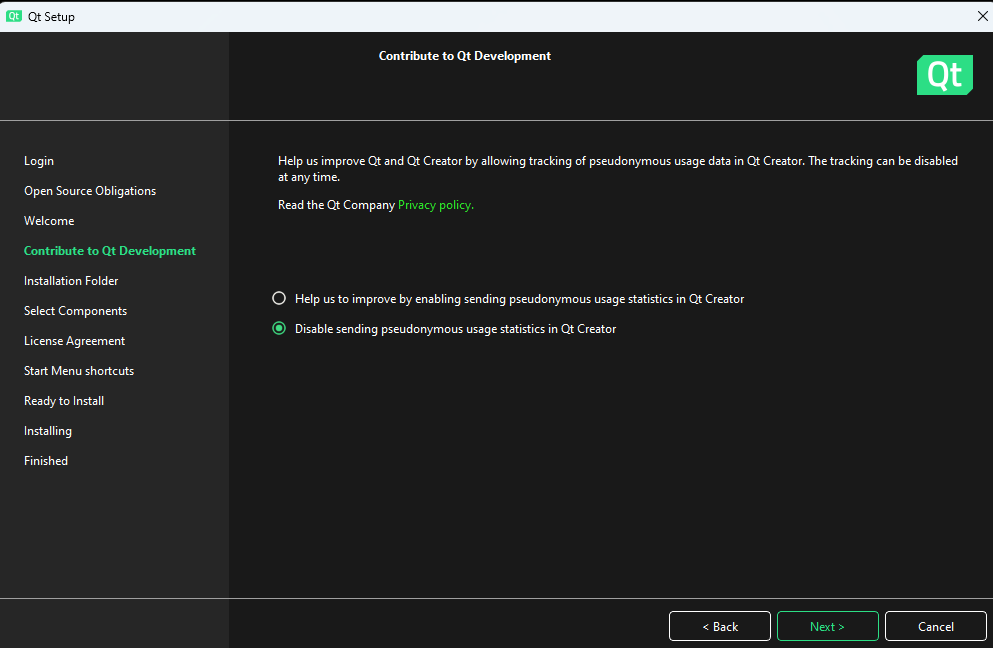 Qt Qt Setup
Contribute to Qt Development
Qt
Login
Open Source Obligations
Welcome
Contribute to Qt Development
Installation Folder
Select Components
License Agreement
Start Menu shortcuts
Ready to Install
Installing
Finished
Help us improve Qt and Qt Creator by allowing tracking of pseudonymous usage data in Qt Creator. The tracking can be disabled
at any time.
Read the Qt Company Privacy policy.
Help us to improve by enabling sending pseudonymous usage statistics in Qt Creator
Disable sending pseudonymous usage statistics in Qt Creator
< Back
Next >
Cancel